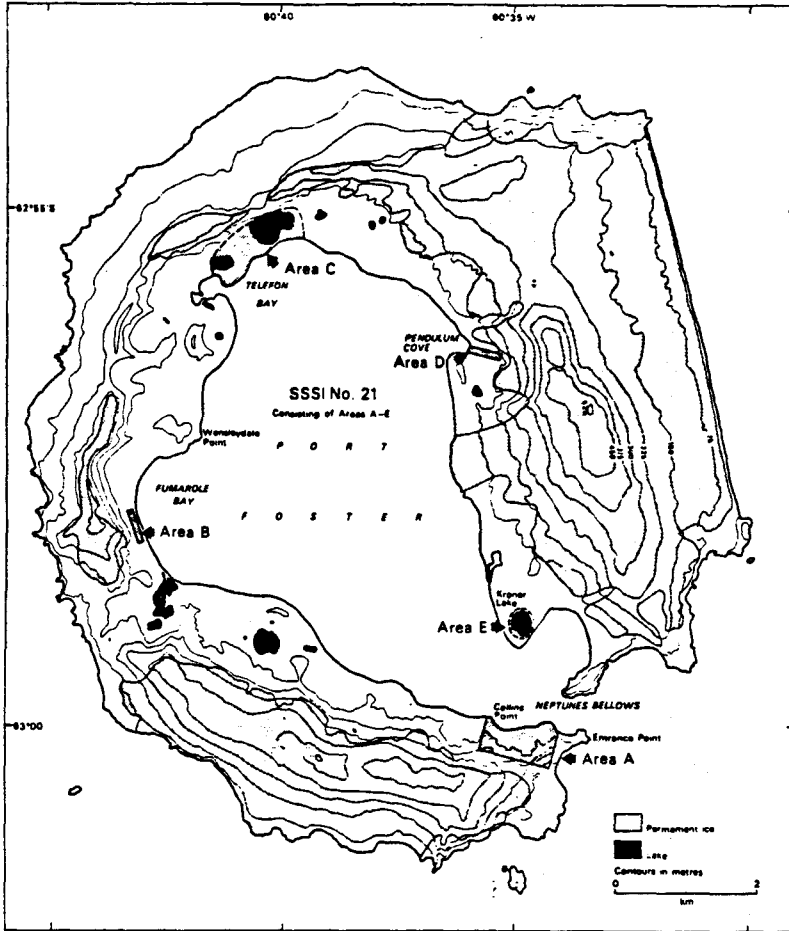 60°40'
60°35' W
62°55'S
Area C
TELEFON
BAY
PENDULUM
COVE
Area D
SSSI No. 21
Consisting of Areas A–E
Wensleydale
Point
P O R T
FUMAROLE
BAY
F O S T E R
Area B
Kroner
Lake
Area E
Collins
Point
NEPTUNES BELLOWS
63°00
Entrance Point
Area A
Permanent ice
Lake
Contours in metres
0 2
km